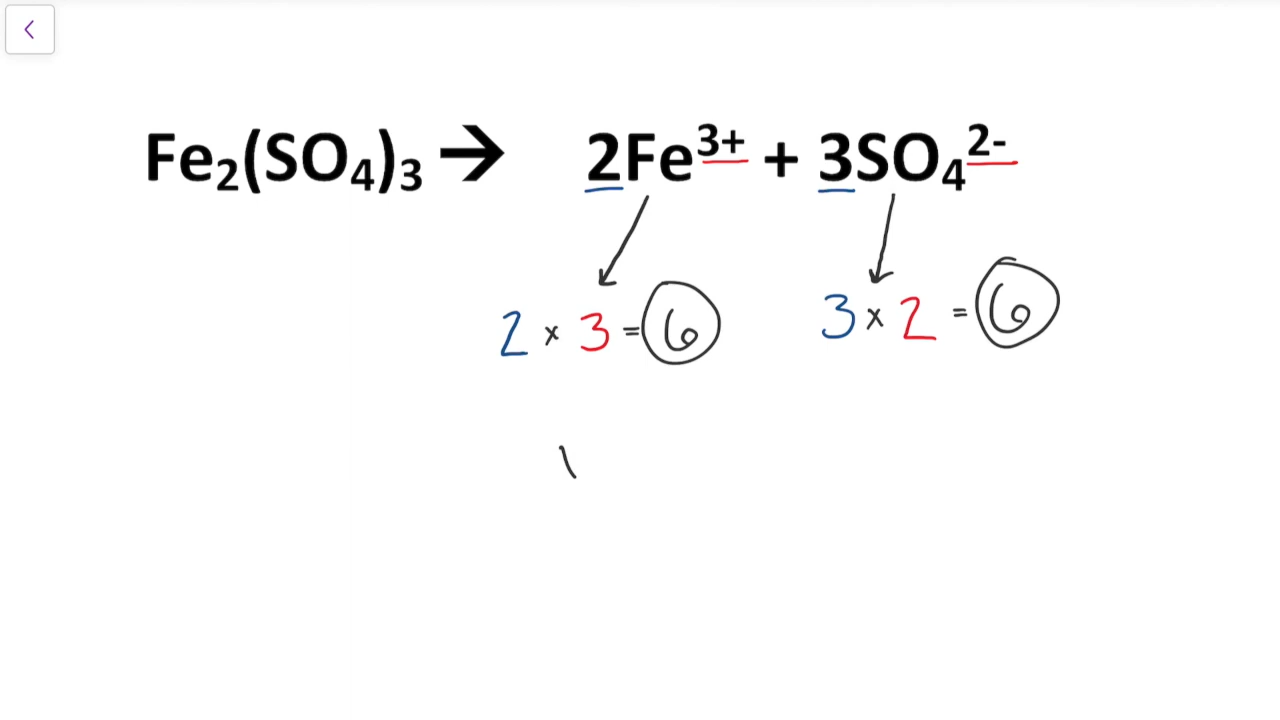 Fe₂(SO₄)₃ → 2Fe³⁺ + 3SO₄²⁻
2 × 3 = 6
3 × 2 = 6